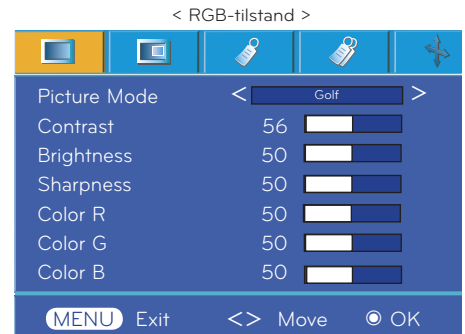 < RGB-tilstand >
Picture Mode < Golf >
Contrast 56
Brightness 50
Sharpness 50
Color R 50
Color G 50
Color B 50
MENU Exit <> Move ◉ OK